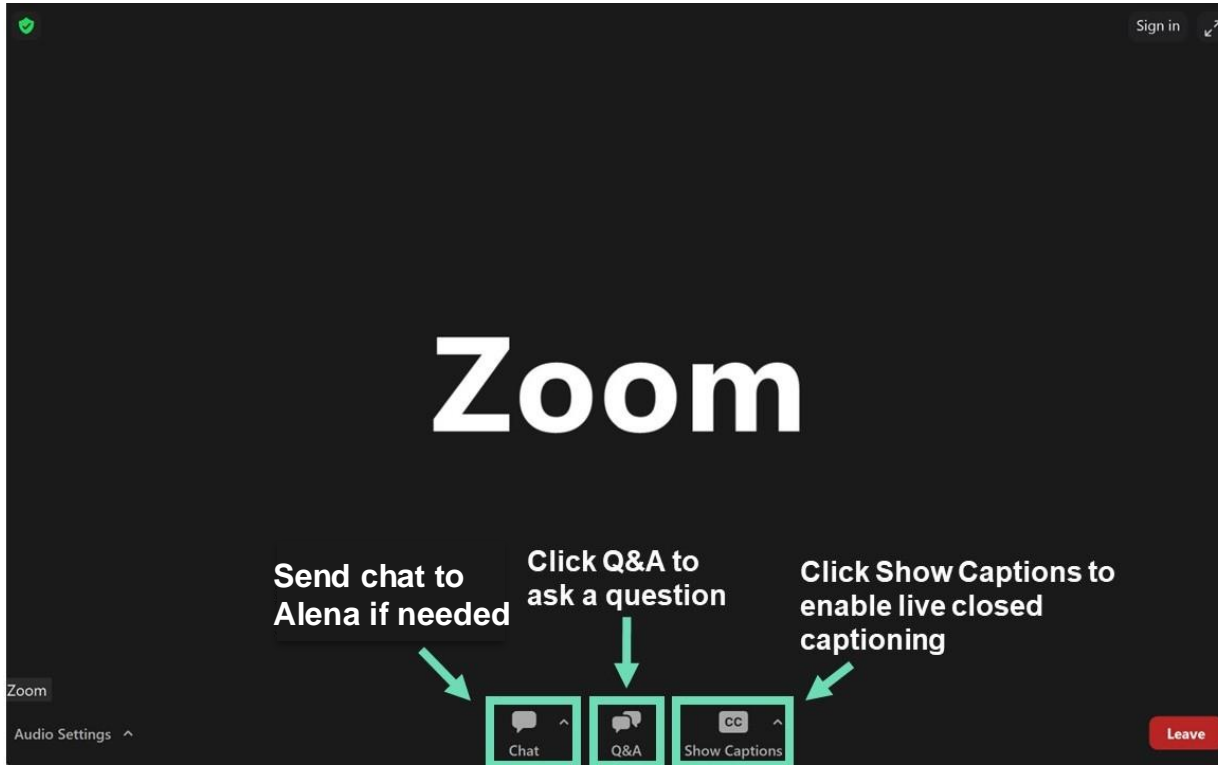 Sign in
Zoom
Send chat to
Alena if needed
Click Q&A to
ask a question
Click Show Captions to
enable live closed
captioning
Zoom
Audio Settings
Chat
Q&A
CC
Show Captions
Leave